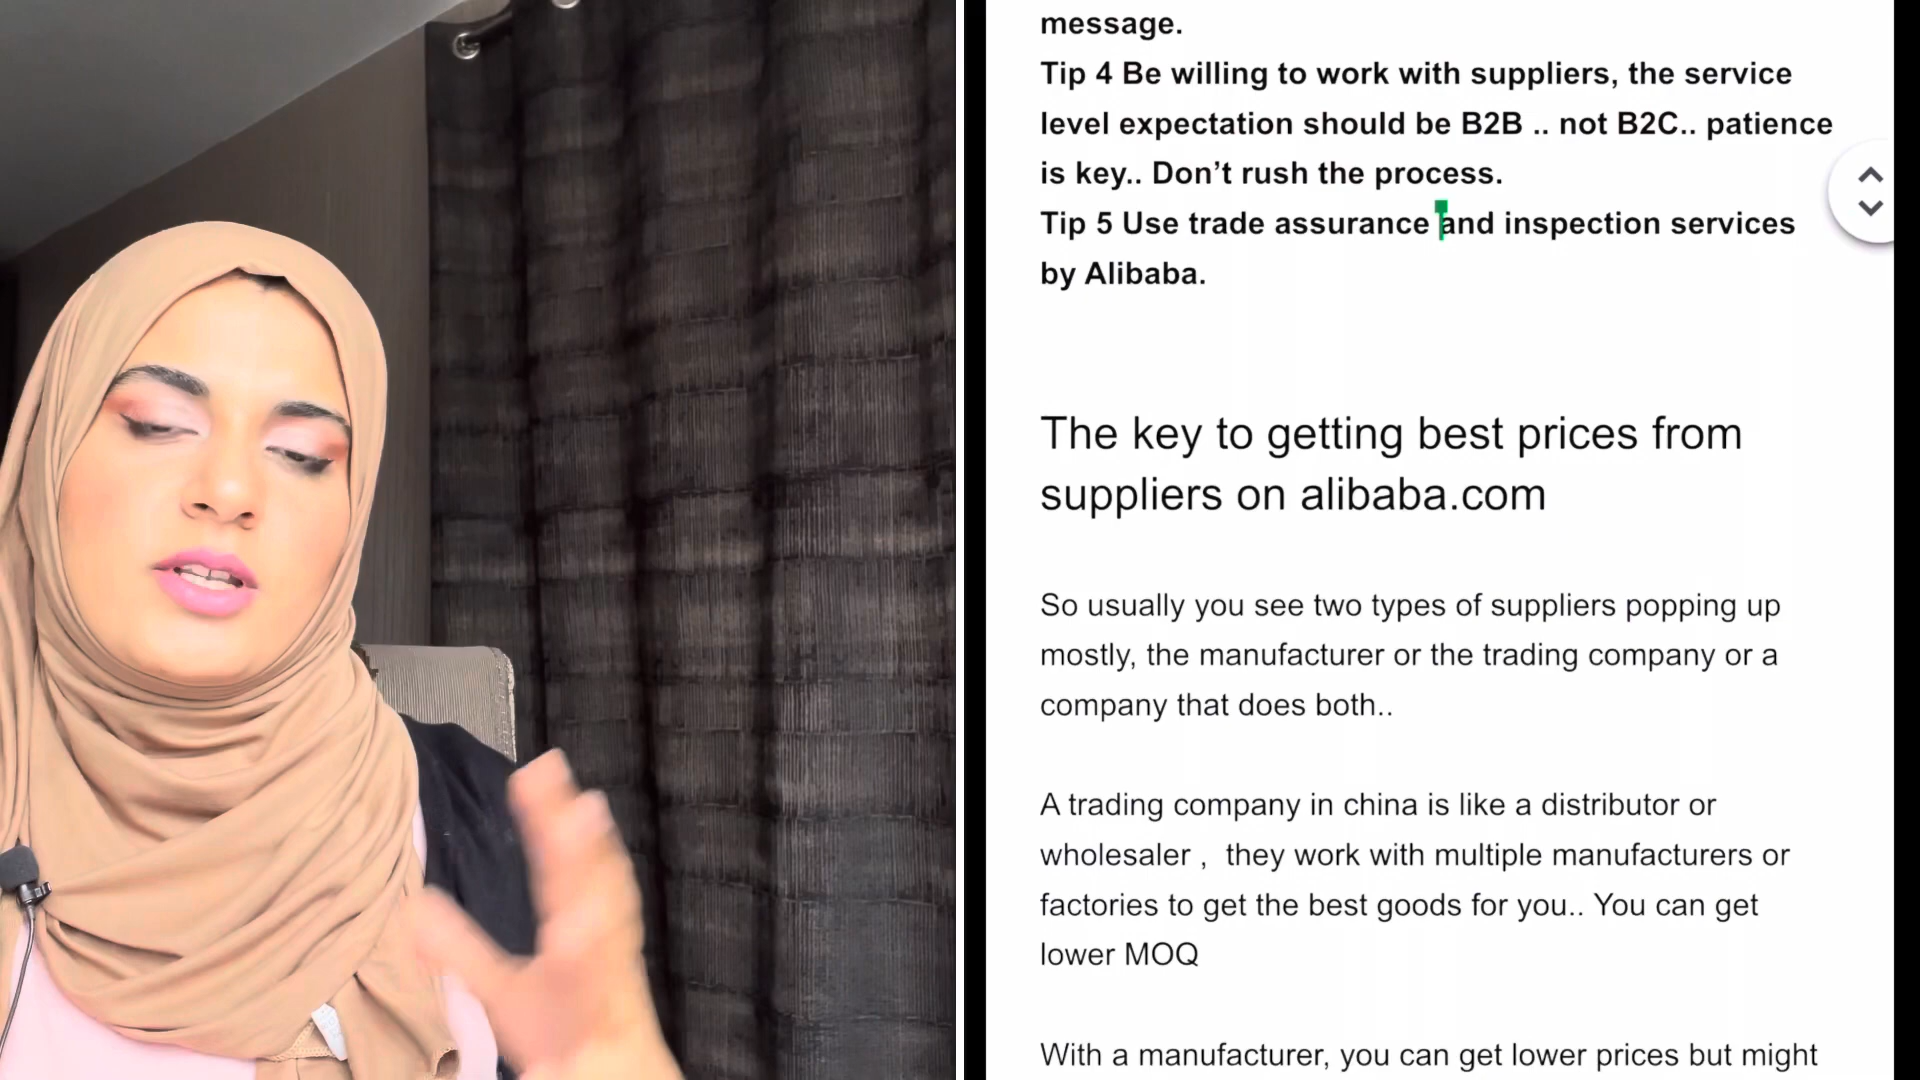 message.
Tip 4 Be willing to work with suppliers, the service
level expectation should be B2B .. not B2C.. patience
is key.. Don’t rush the process.
Tip 5 Use trade assurance and inspection services
by Alibaba.
The key to getting best prices from
suppliers on alibaba.com
So usually you see two types of suppliers popping up
mostly, the manufacturer or the trading company or a
company that does both..
A trading company in china is like a distributor or
wholesaler ,  they work with multiple manufacturers or
factories to get the best goods for you.. You can get
lower MOQ
With a manufacturer, you can get lower prices but might